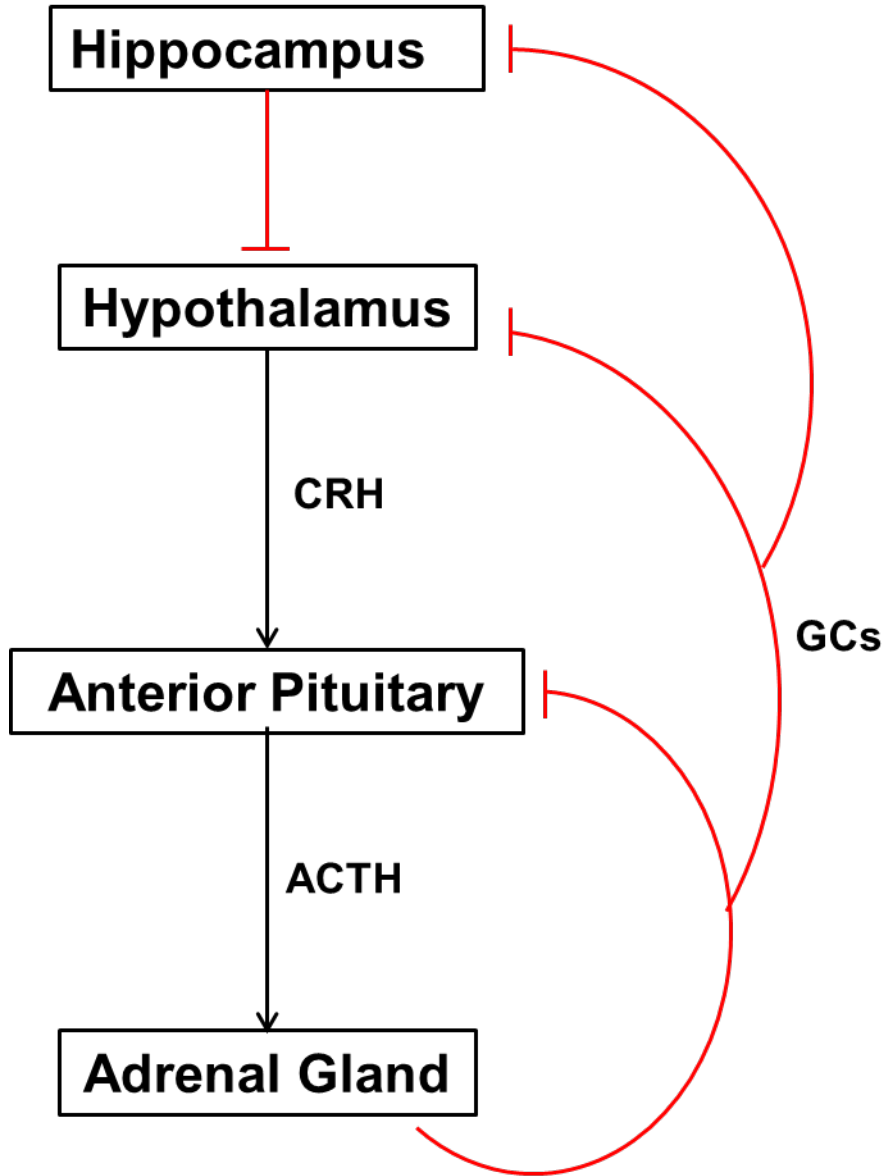 Hippocampus
Hypothalamus
CRH
GCs
Anterior Pituitary
ACTH
Adrenal Gland